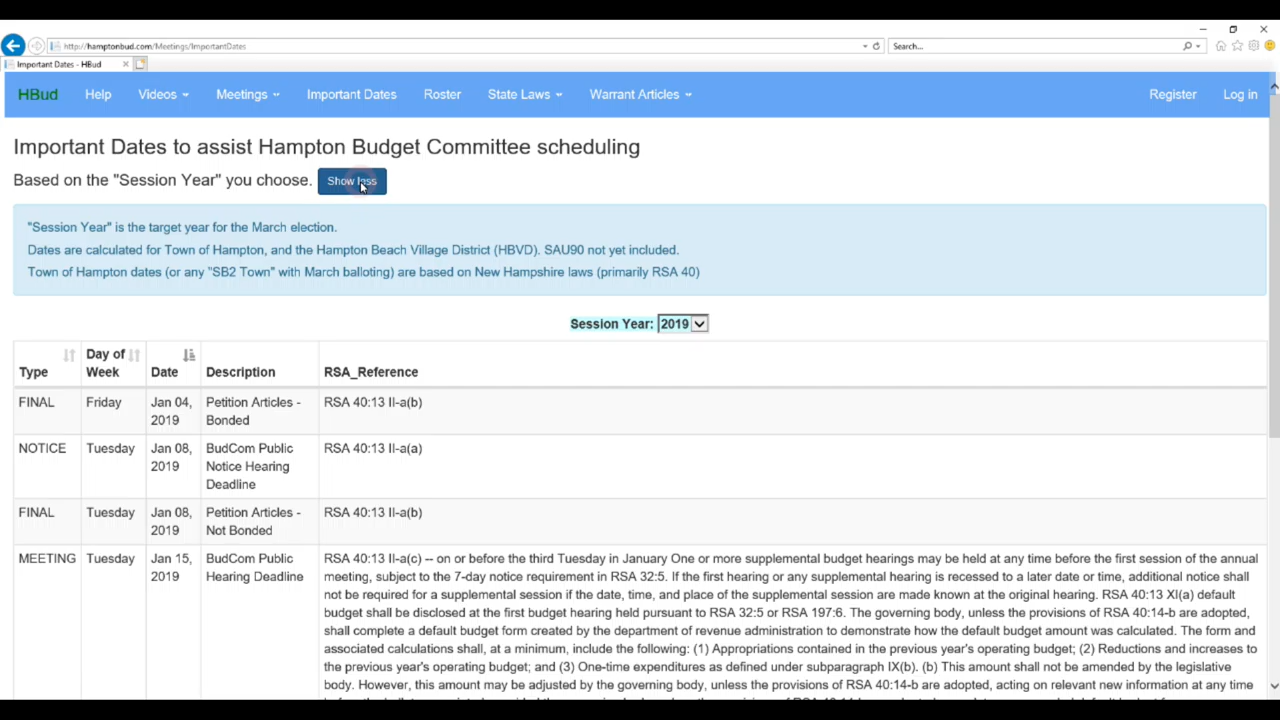 http://hamptonbud.com/Meetings/ImportantDates
Search...
Important Dates - HBud
HBud Help Videos Meetings Important Dates Roster State Laws Warrant Articles Register Log in
Important Dates to assist Hampton Budget Committee scheduling
Based on the "Session Year" you choose. Show less
"Session Year" is the target year for the March election.
Dates are calculated for Town of Hampton, and the Hampton Beach Village District (HBVD). SAU90 not yet included.
Town of Hampton dates (or any "SB2 Town" with March balloting) are based on New Hampshire laws (primarily RSA 40)
Session Year: 2019
Type Day of Week Date Description RSA_Reference
FINAL Friday Jan 04, 2019 Petition Articles - Bonded RSA 40:13 II-a(b)
NOTICE Tuesday Jan 08, 2019 BudCom Public Notice Hearing Deadline RSA 40:13 II-a(a)
FINAL Tuesday Jan 08, 2019 Petition Articles - Not Bonded RSA 40:13 II-a(b)
MEETING Tuesday Jan 15, 2019 BudCom Public Hearing Deadline
RSA 40:13 II-a(c) -- on or before the third Tuesday in January One or more supplemental budget hearings may be held at any time before the first session of the annual
meeting, subject to the 7-day notice requirement in RSA 32:5. If the first hearing or any supplemental hearing is recessed to a later date or time, additional notice shall
not be required for a supplemental session if the date, time, and place of the supplemental session are made known at the original hearing. RSA 40:13 XI(a) default
budget shall be disclosed at the first budget hearing held pursuant to RSA 32:5 or RSA 197:6. The governing body, unless the provisions of RSA 40:14-b are adopted,
shall complete a default budget form created by the department of revenue administration to demonstrate how the default budget amount was calculated. The form and
associated calculations shall, at a minimum, include the following: (1) Appropriations contained in the previous year's operating budget; (2) Reductions and increases to
the previous year's operating budget; and (3) One-time expenditures as defined under subparagraph IX(b). (b) This amount shall not be amended by the legislative
body. However, this amount may be adjusted by the governing body, unless the provisions of RSA 40:14-b are adopted, acting on relevant new information at any time